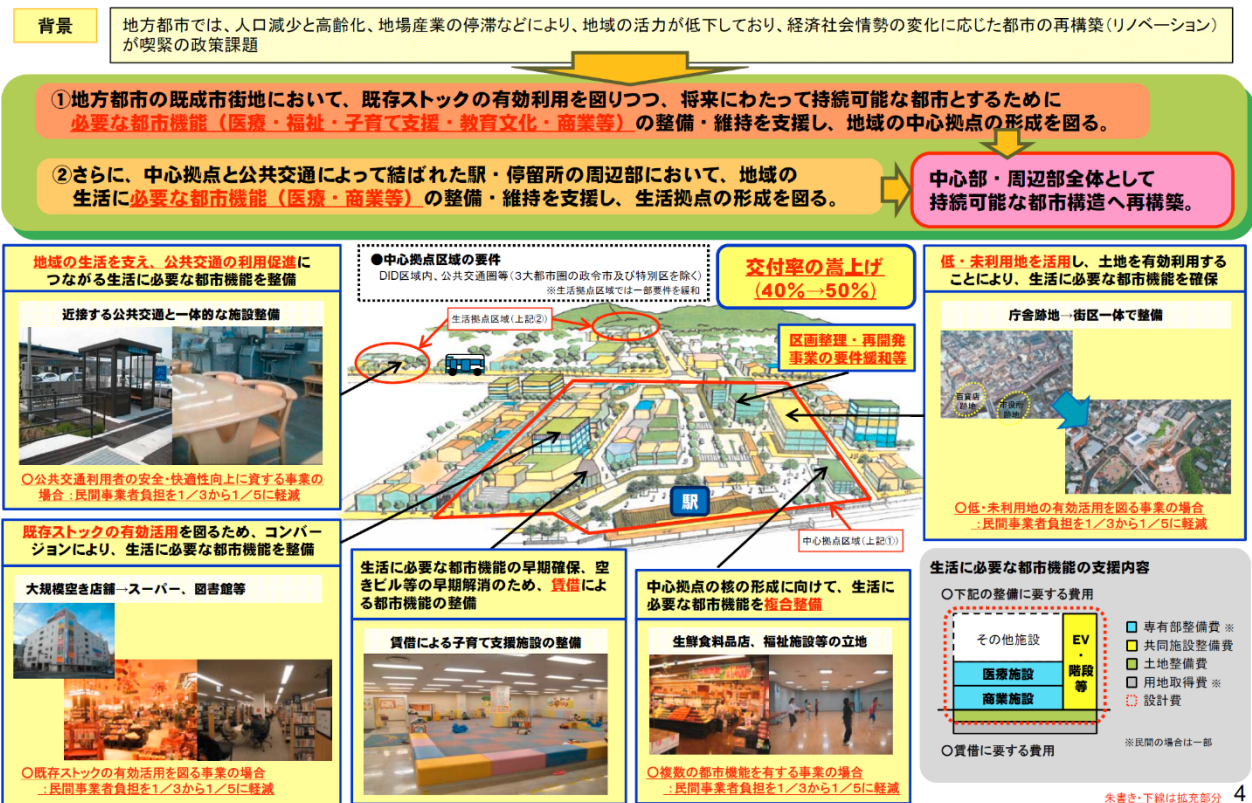 背景
地方都市では、人口減少と高齢化、地場産業の停滞などにより、地域の活力が低下しており、経済社会情勢の変化に応じた都市の再構築(リノベーション)
が喫緊の政策課題
①地方都市の既成市街地において、既存ストックの有効利用を図りつつ、将来にわたって持続可能な都市とするために
必要な都市機能（医療・福祉・子育て支援・教育文化・商業等）の整備・維持を支援し、地域の中心拠点の形成を図る。
②さらに、中心拠点と公共交通によって結ばれた駅・停留所の周辺部において、地域の
生活に必要な都市機能（医療・商業等）の整備・維持を支援し、生活拠点の形成を図る。
中心部・周辺部全体として
持続可能な都市構造へ再構築。
地域の生活を支え、公共交通の利用促進に
つながる生活に必要な都市機能を整備
近接する公共交通と一体的な施設整備
○公共交通利用者の安全・快適性向上に資する事業の
場合：民間事業者負担を1／3から1／5に軽減
●中心拠点区域の要件
DID区域内、公共交通圏等(3大都市圏の政令市及び特別区を除く)
※生活拠点区域では一部要件を緩和
交付率の嵩上げ
(40%→50%)
生活拠点区域(上記②)
区画整理・再開発
事業の要件緩和等
駅
中心拠点区域(上記①)
低・未利用地を活用し、土地を有効利用する
ことにより、生活に必要な都市機能を確保
庁舎跡地→街区一体で整備
百貨店
跡地
市役所
跡地
○低・未利用地の有効活用を図る事業の場合
：民間事業者負担を1／3から1／5に軽減
既存ストックの有効活用を図るため、コンバー
ジョンにより、生活に必要な都市機能を整備
大規模空き店舗→スーパー、図書館等
○既存ストックの有効活用を図る事業の場合
：民間事業者負担を1／3から1／5に軽減
生活に必要な都市機能の早期確保、空
きビル等の早期解消のため、賃借によ
る都市機能の整備
賃借による子育て支援施設の整備
中心拠点の核の形成に向けて、生活に
必要な都市機能を複合整備
生鮮食料品店、福祉施設等の立地
○複数の都市機能を有する事業の場合
：民間事業者負担を1／3から1／5に軽減
生活に必要な都市機能の支援内容
○下記の整備に要する費用
その他施設
医療施設
商業施設
EV
・
階段
等
専有部整備費 ※
共同施設整備費
土地整備費
用地取得費 ※
設計費
○賃借に要する費用
※民間の場合は一部
朱書き・下線は拡充部分
4